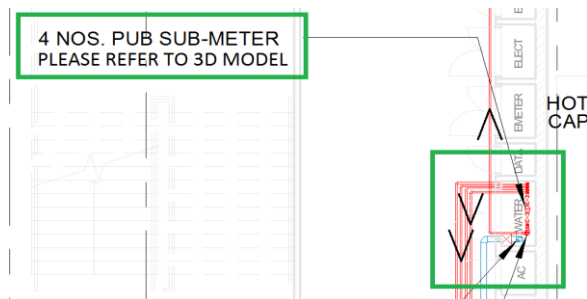 4 NOS. PUB SUB-METER
PLEASE REFER TO 3D MODEL
ELECT
EMETER
HOT
CAP
DATA
WATER
AC